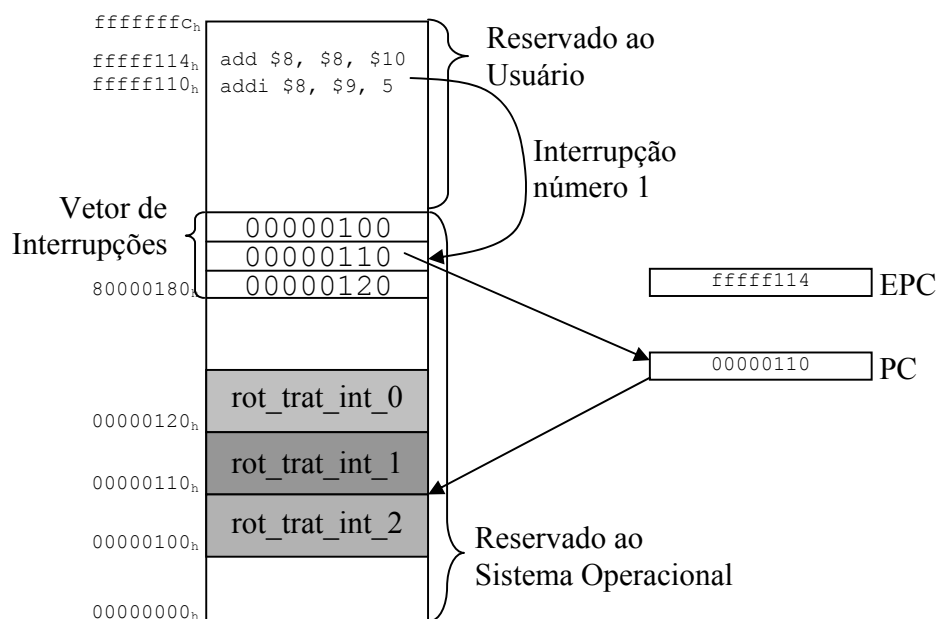 fffffffcₕ
fffff114ₕ add $8, $8, $10
fffff110ₕ addi $8, $9, 5
Reservado ao
Usuário
Interrupção
número 1
Vetor de
Interrupções
00000100
00000110
80000180ₕ 00000120
fffff114 EPC
00000110 PC
rot_trat_int_0
00000120ₕ
rot_trat_int_1
00000110ₕ
rot_trat_int_2
00000100ₕ
Reservado ao
Sistema Operacional
00000000ₕ